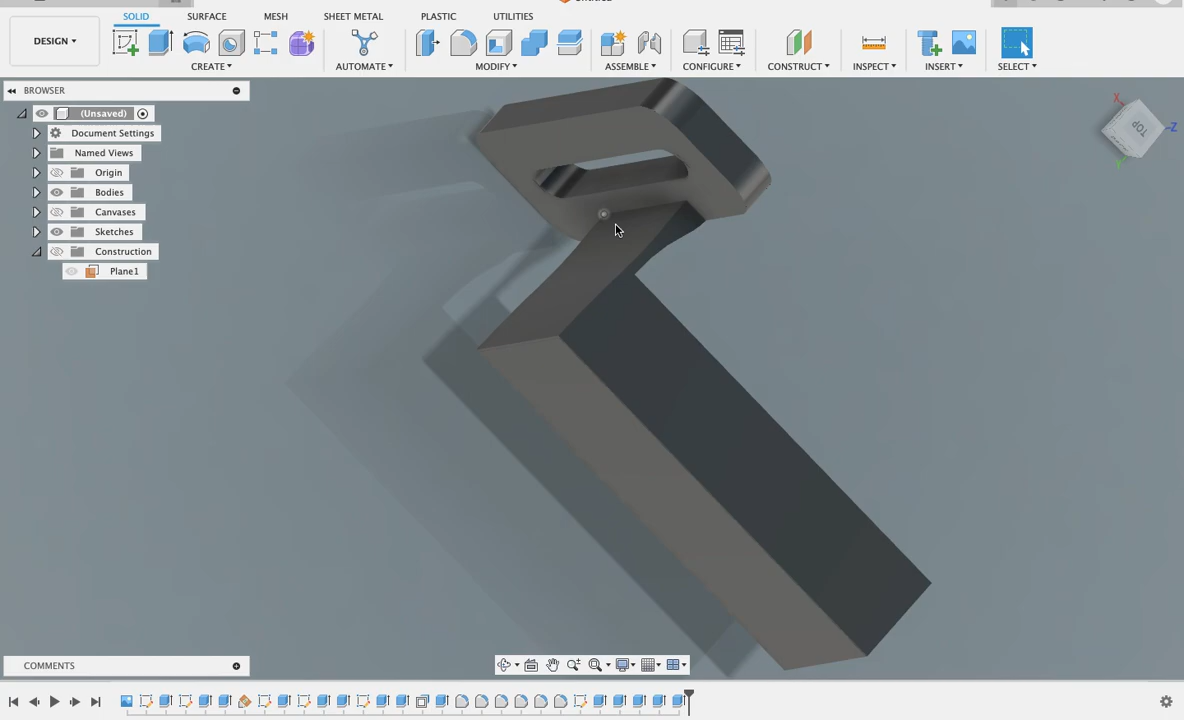 SOLID
SURFACE
MESH
SHEET METAL
PLASTIC
UTILITIES
DESIGN
CREATE
AUTOMATE
MODIFY
ASSEMBLE
CONFIGURE
CONSTRUCT
INSPECT
INSERT
SELECT
BROWSER
(Unsaved)
Document Settings
Named Views
Origin
Bodies
Canvases
Sketches
Construction
Plane1
X
TOP
Z
Y
COMMENTS